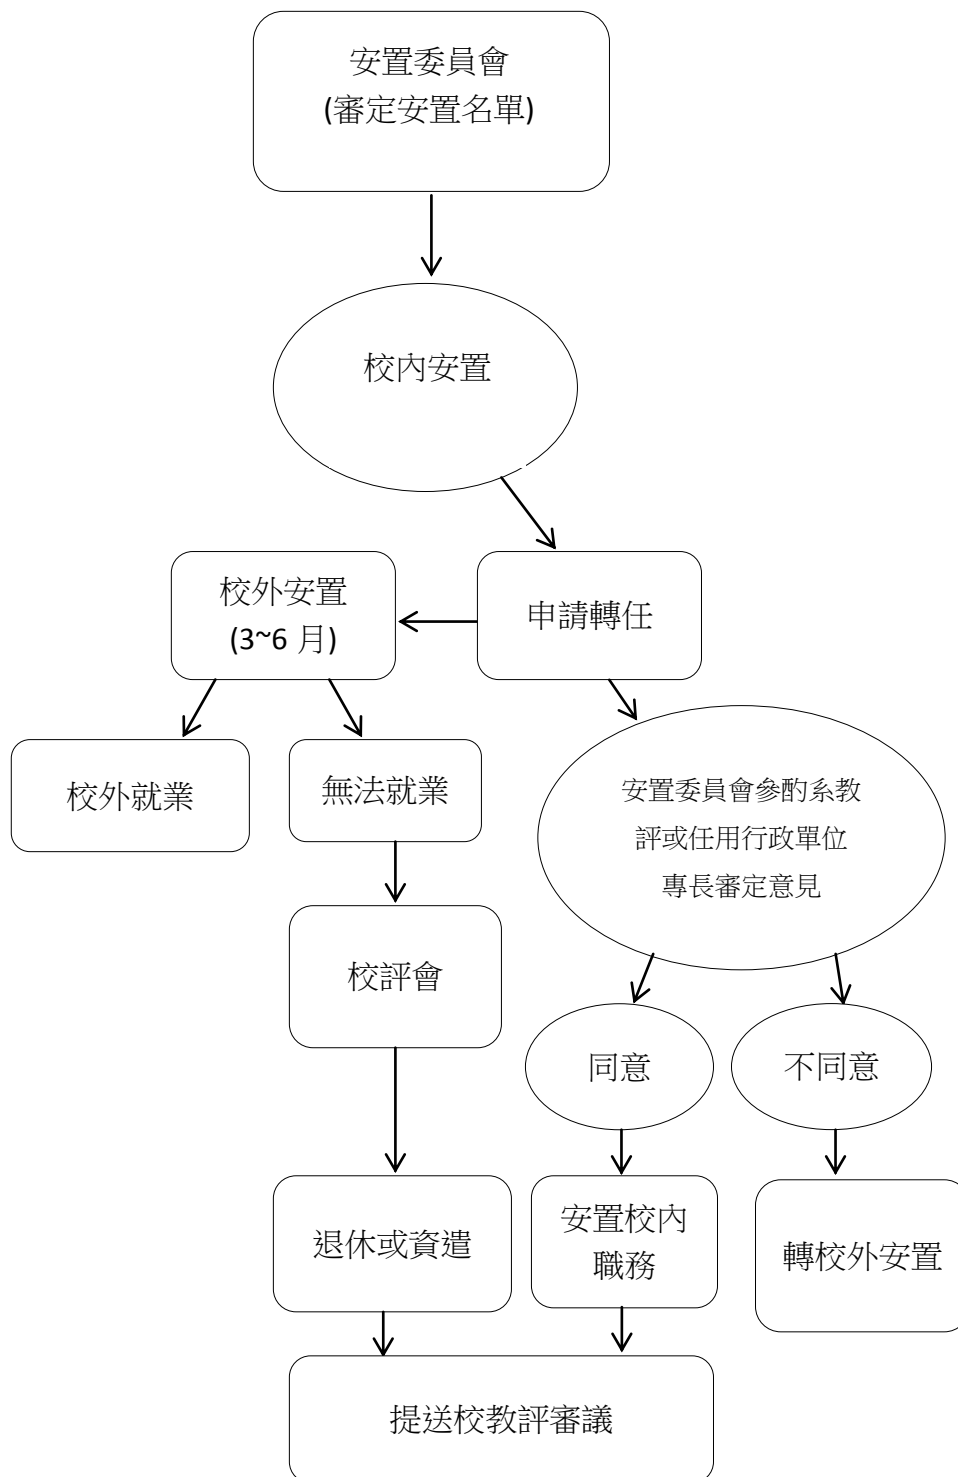 安置委員會
(審定安置名單)
校內安置
校外安置
(3~6 月)
申請轉任
校外就業
無法就業
安置委員會參酌系教
評或任用行政單位
專長審定意見
校評會
同意
不同意
退休或資遣
安置校內
職務
轉校外安置
提送校教評審議